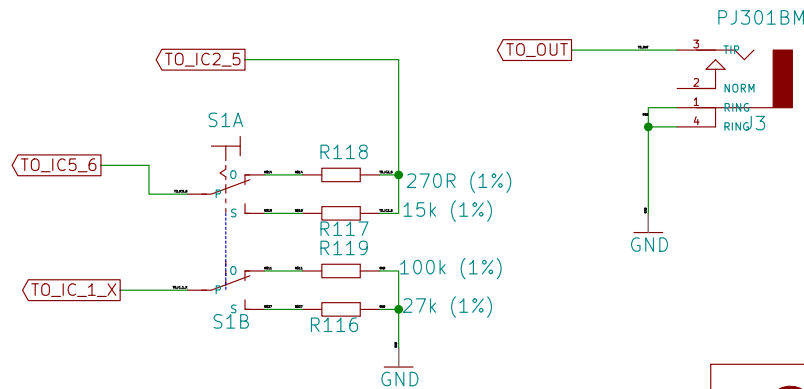 PJ301BM
TO_IC2_5
TO_OUT
3
TIP
2
NORM
1
RING
4
RING
J3
GND
S1A
TO_IC5_6
P
O
S
R118
270R (1%)
15k (1%)
R117
R119
TO_IC_1_X
P
O
S
S1B
100k (1%)
27k (1%)
R116
GND